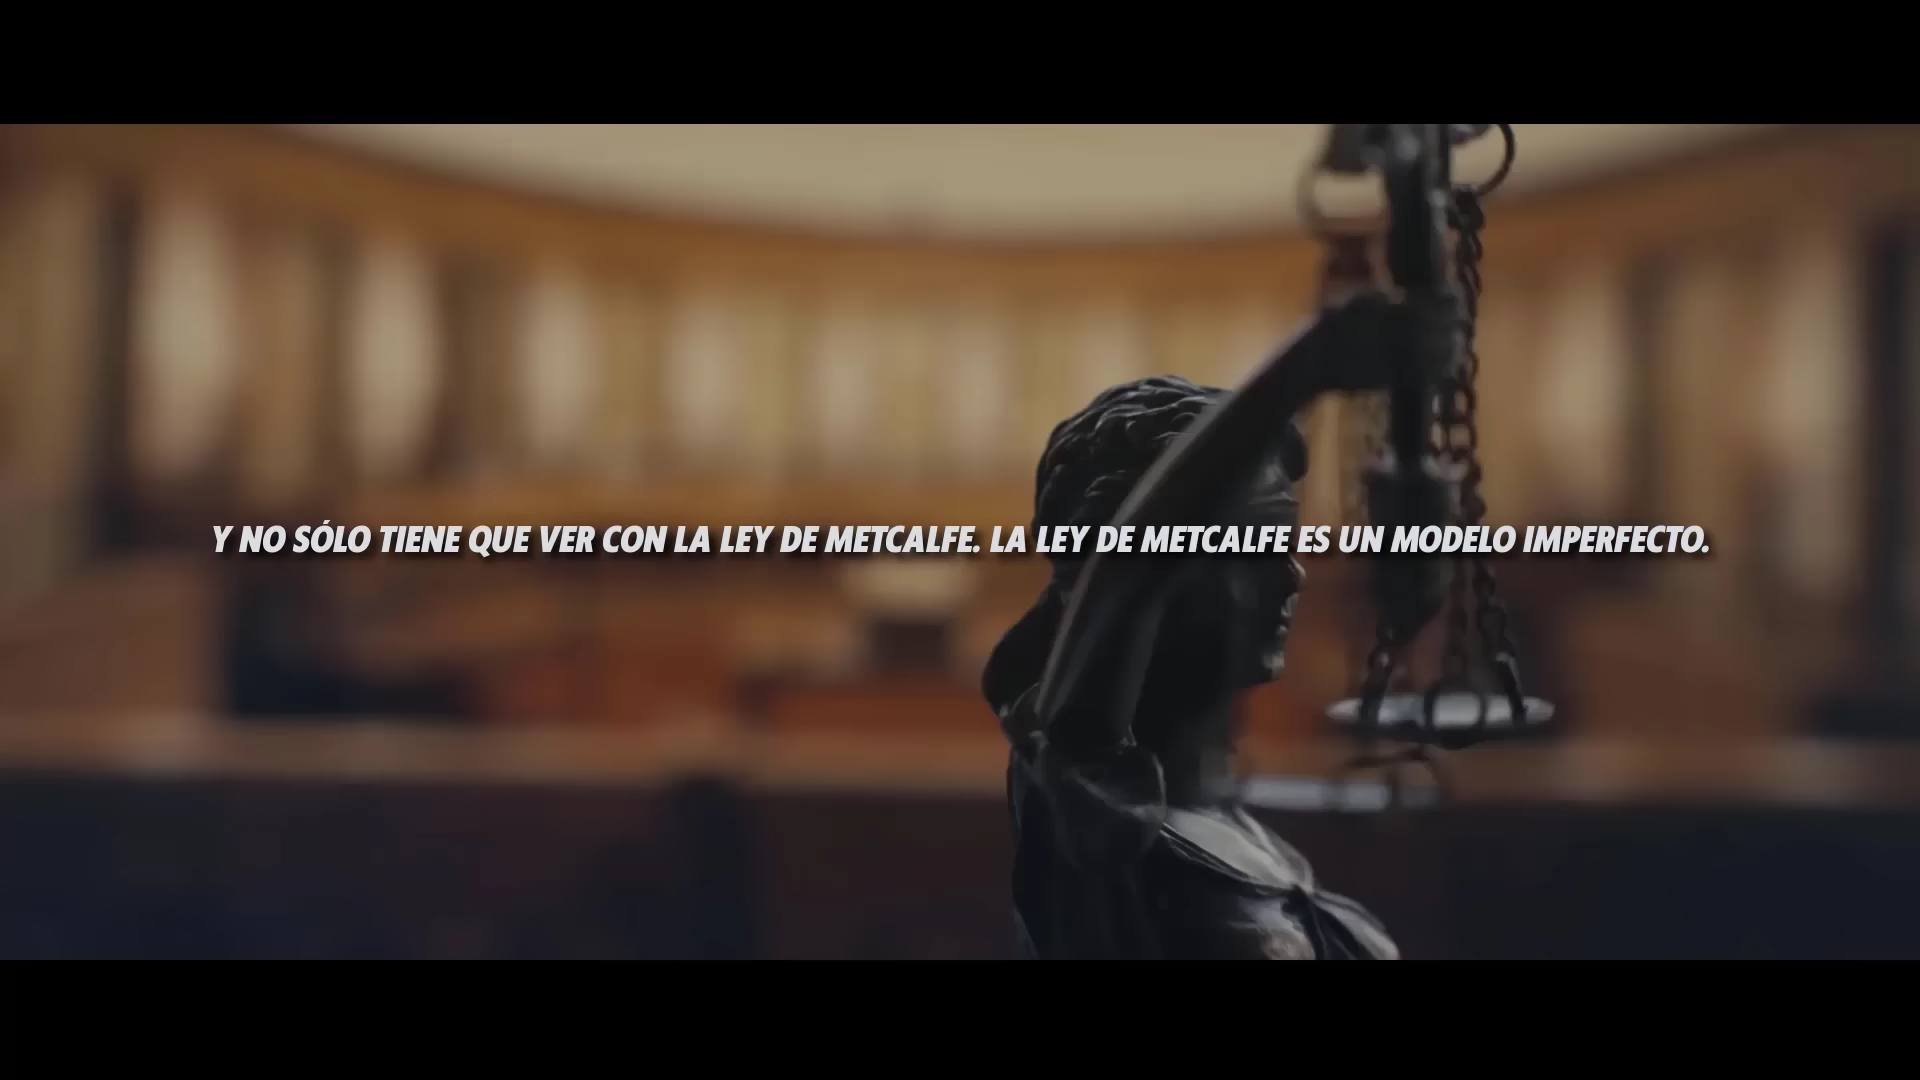 Y NO SÓLO TIENE QUE VER CON LA LEY DE METCALFE. LA LEY DE METCALFE ES UN MODELO IMPERFECTO.